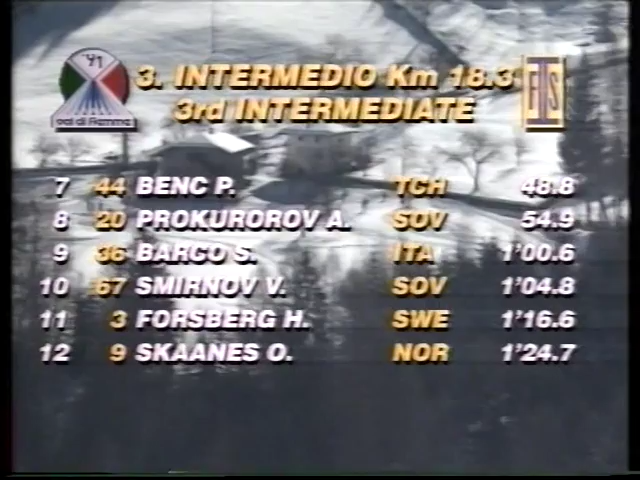 '91
val di Fiemme
3. INTERMEDIO Km 18.3
3rd INTERMEDIATE
FIS
7 44 BENC P. TCH 48.8
8 20 PROKUROROV A. SOV 54.9
9 36 BARCO S. ITA 1'00.6
10 67 SMIRNOV V. SOV 1'04.8
11 3 FORSBERG H. SWE 1'16.6
12 9 SKAANES O. NOR 1'24.7